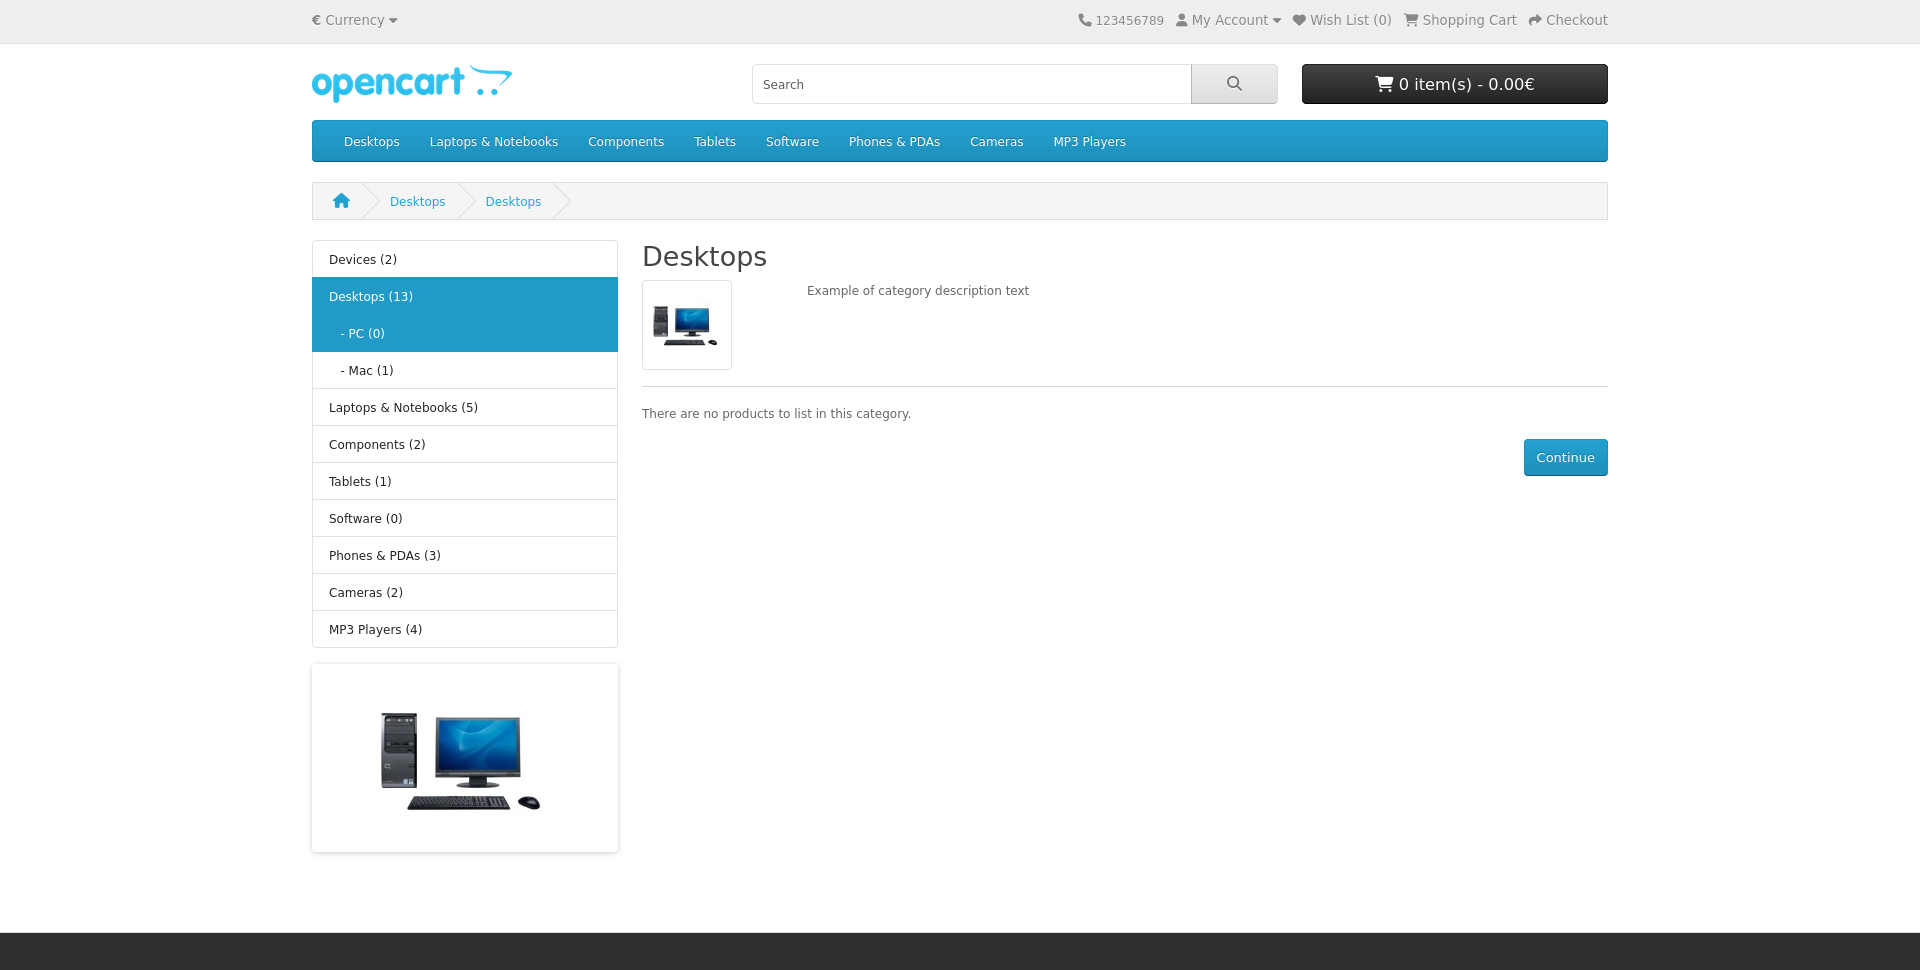 € Currency
123456789 My Account Wish List (0) Shopping Cart Checkout
opencart
Search
0 item(s) - 0.00€
Desktops Laptops & Notebooks Components Tablets Software Phones & PDAs Cameras MP3 Players
Desktops Desktops
Devices (2)
Desktops (13)
- PC (0)
- Mac (1)
Laptops & Notebooks (5)
Components (2)
Tablets (1)
Software (0)
Phones & PDAs (3)
Cameras (2)
MP3 Players (4)
Desktops
Example of category description text
There are no products to list in this category.
Continue